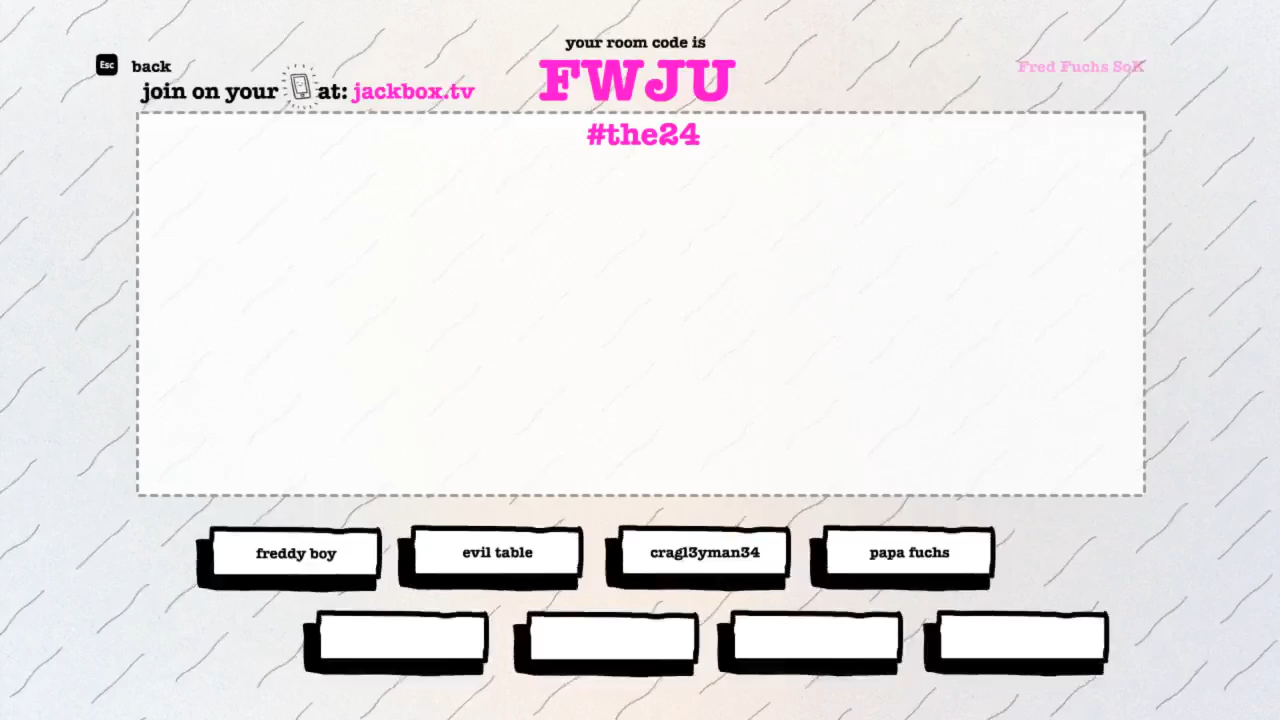 your room code is
FWJU
Esc back
Fred Fuchs SoK
join on your at: jackbox.tv
#the24
freddy boy
evil table
cragl3yman34
papa fuchs